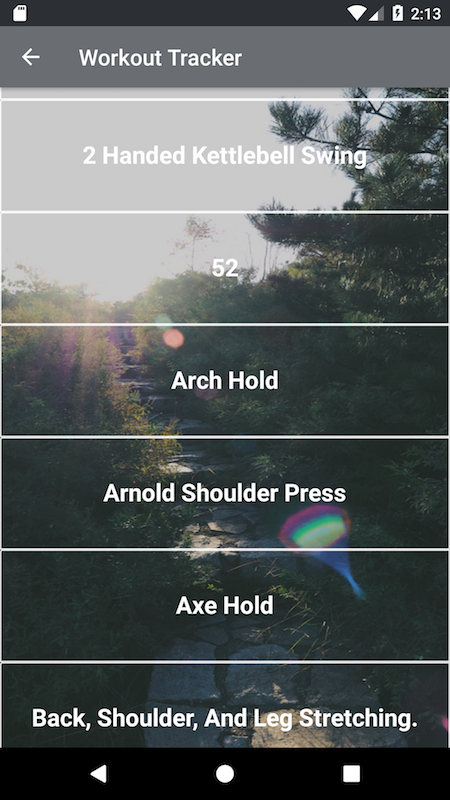 2:13
Workout Tracker
2 Handed Kettlebell Swing
52
Arch Hold
Arnold Shoulder Press
Axe Hold
Back, Shoulder, And Leg Stretching.